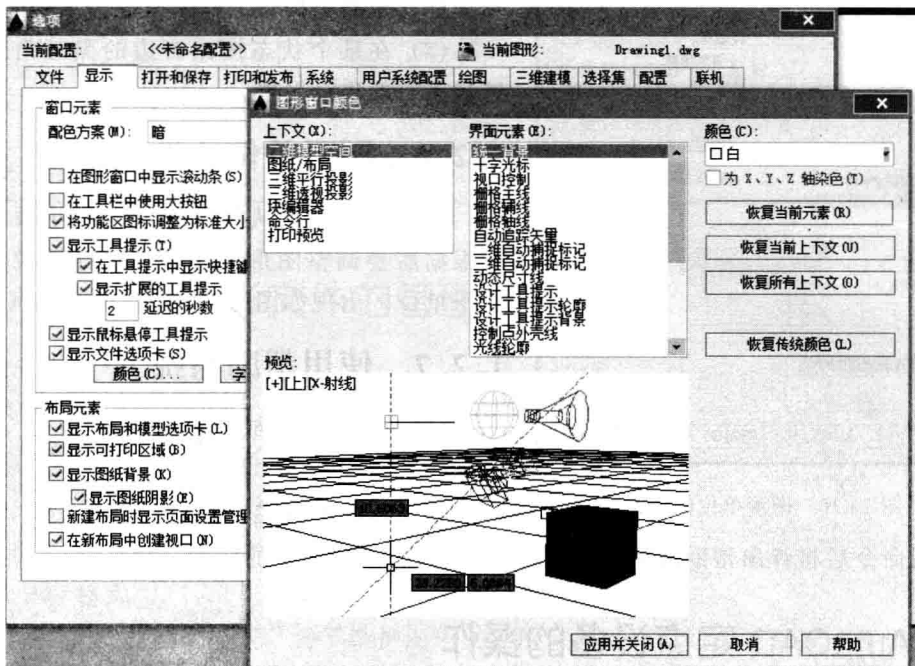 选项
当前配置: <<未命名配置>> 当前图形: Drawing1.dwg
文件 显示 打开和保存 打印和发布 系统 用户系统配置 绘图 三维建模 选择集 配置 联机
窗口元素
配色方案(M): 暗
在图形窗口中显示滚动条(S)
在工具栏中使用大按钮
将功能区图标调整为标准大小
显示工具提示(T)
在工具提示中显示快捷键
显示扩展的工具提示
2 延迟的秒数
显示鼠标悬停工具提示
显示文件选项卡(S)
颜色(C)... 字
布局元素
显示布局和模型选项卡(L)
显示可打印区域(B)
显示图纸背景(K)
显示图纸阴影(E)
新建布局时显示页面设置管理
在新布局中创建视口(N)
图形窗口颜色
上下文(X):
二维模型空间
图纸/布局
三维平行投影
三维透视投影
块编辑器
命令行
打印预览
界面元素(E):
统一背景
十字光标
视口控制
栅格主线
栅格辅线
栅格轴线
自动追踪矢量
二维自动捕捉标记
三维自动捕捉标记
动态尺寸线
设计工具提示
设计工具提示轮廓
设计工具提示背景
控制点外壳线
光线轮廓
颜色(C):
白
为 X、Y、Z 轴染色(T)
恢复当前元素(R)
恢复当前上下文(U)
恢复所有上下文(O)
恢复传统颜色(L)
预览:
[+][上][X-射线]
应用并关闭(A) 取消 帮助